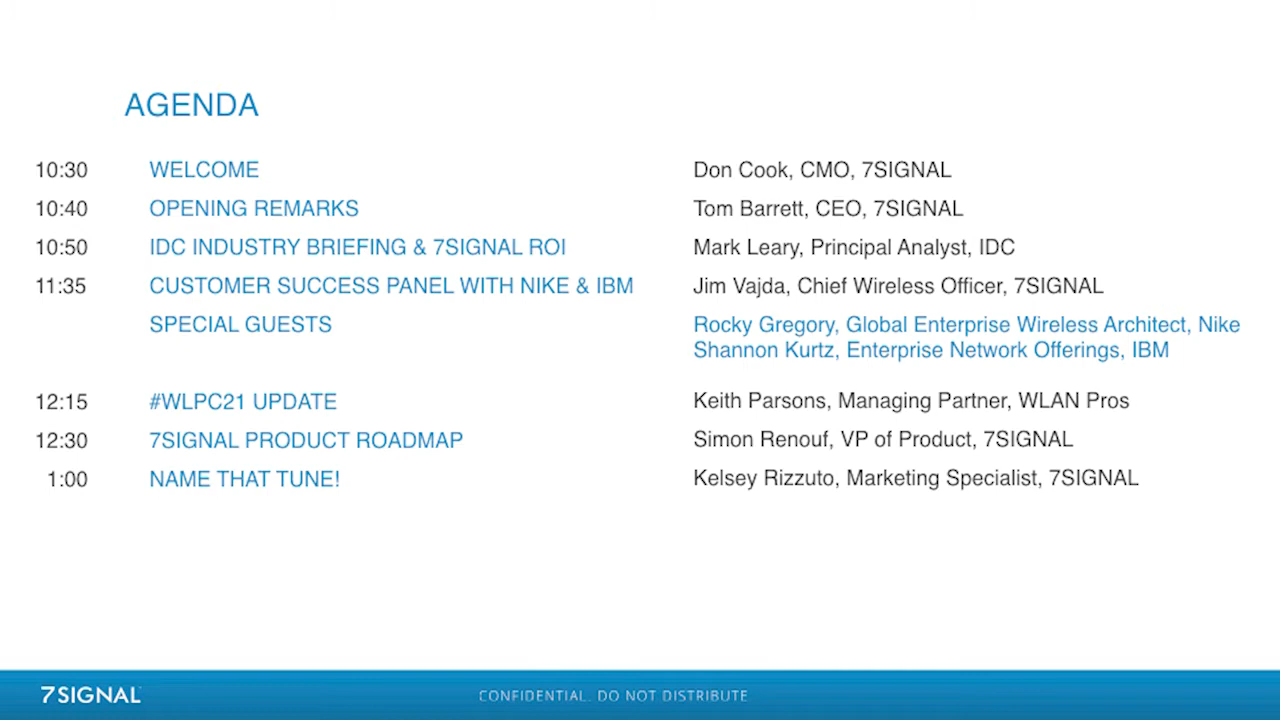 AGENDA
10:30 WELCOME Don Cook, CMO, 7SIGNAL
10:40 OPENING REMARKS Tom Barrett, CEO, 7SIGNAL
10:50 IDC INDUSTRY BRIEFING & 7SIGNAL ROI Mark Leary, Principal Analyst, IDC
11:35 CUSTOMER SUCCESS PANEL WITH NIKE & IBM Jim Vajda, Chief Wireless Officer, 7SIGNAL
SPECIAL GUESTS Rocky Gregory, Global Enterprise Wireless Architect, Nike
Shannon Kurtz, Enterprise Network Offerings, IBM
12:15 #WLPC21 UPDATE Keith Parsons, Managing Partner, WLAN Pros
12:30 7SIGNAL PRODUCT ROADMAP Simon Renouf, VP of Product, 7SIGNAL
1:00 NAME THAT TUNE! Kelsey Rizzuto, Marketing Specialist, 7SIGNAL
7SIGNAL CONFIDENTIAL. DO NOT DISTRIBUTE